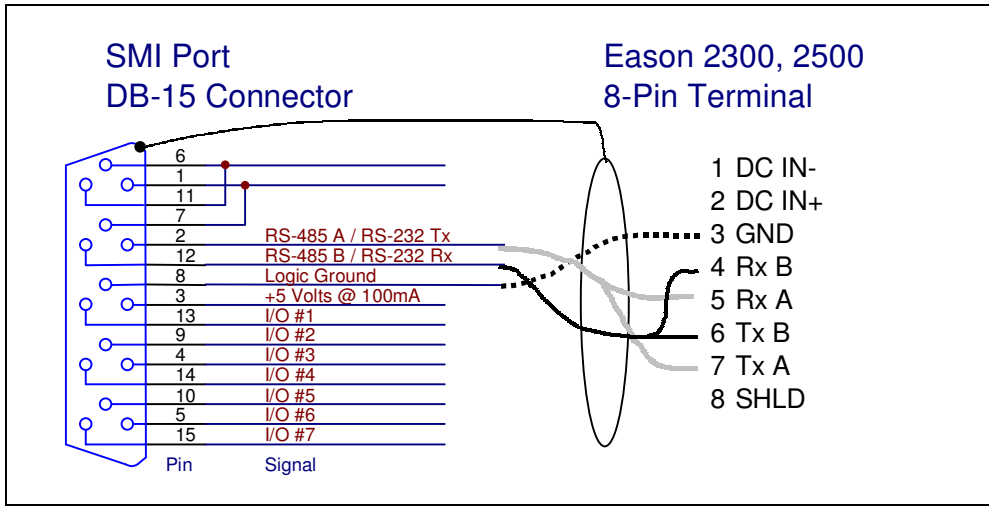 SMI Port
DB-15 Connector
Eason 2300, 2500
8-Pin Terminal
6
1
11
7
2 RS-485 A / RS-232 Tx
12 RS-485 B / RS-232 Rx
8 Logic Ground
3 +5 Volts @ 100mA
13 I/O #1
9 I/O #2
4 I/O #3
14 I/O #4
10 I/O #5
5 I/O #6
15 I/O #7
Pin Signal
1 DC IN-
2 DC IN+
3 GND
4 Rx B
5 Rx A
6 Tx B
7 Tx A
8 SHLD